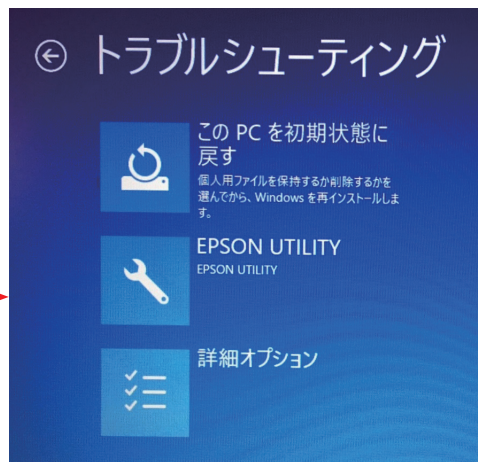 トラブルシューティング
この PC を初期状態に
戻す
個人用ファイルを保持するか削除するかを
選んでから、Windows を再インストールしま
す。
EPSON UTILITY
EPSON UTILITY
詳細オプション